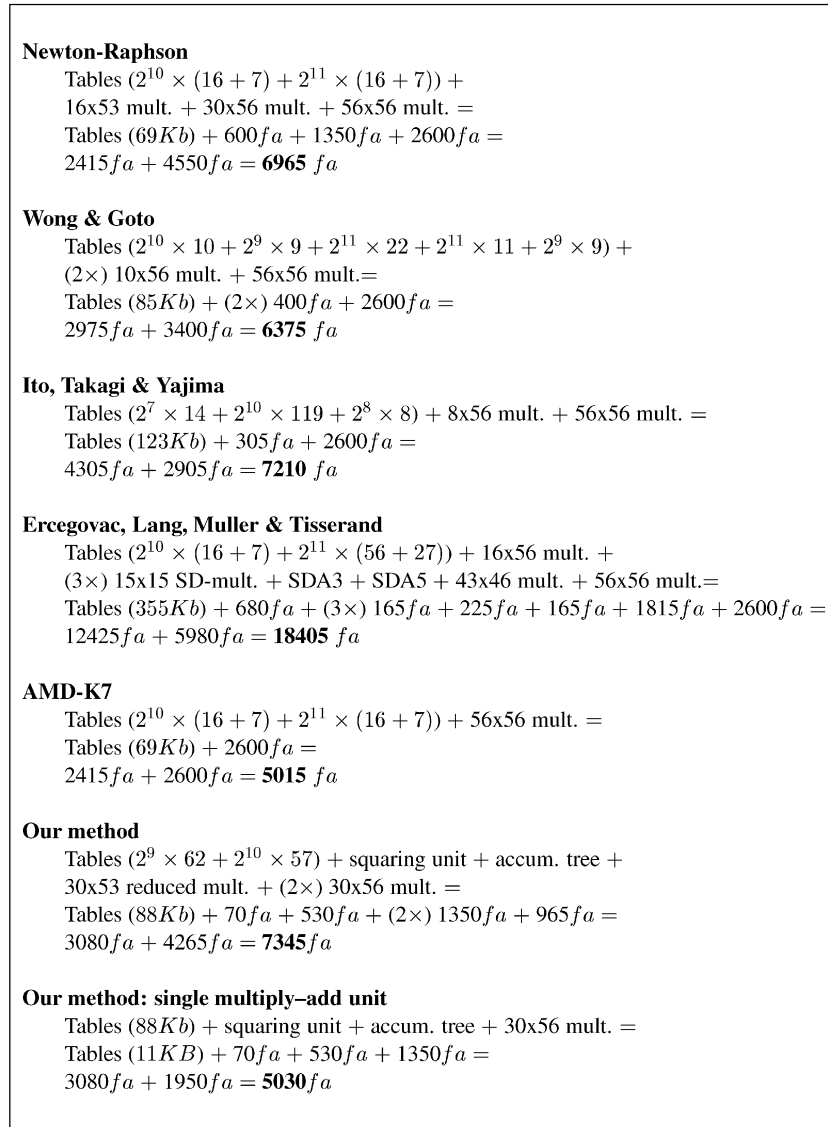 Newton-Raphson
Tables (2^10 × (16 + 7) + 2^11 × (16 + 7)) +
16x53 mult. + 30x56 mult. + 56x56 mult. =
Tables (69Kb) + 600fa + 1350fa + 2600fa =
2415fa + 4550fa = 6965 fa
Wong & Goto
Tables (2^10 × 10 + 2^9 × 9 + 2^11 × 22 + 2^11 × 11 + 2^9 × 9) +
(2×) 10x56 mult. + 56x56 mult.=
Tables (85Kb) + (2×) 400fa + 2600fa =
2975fa + 3400fa = 6375 fa
Ito, Takagi & Yajima
Tables (2^7 × 14 + 2^10 × 119 + 2^8 × 8) + 8x56 mult. + 56x56 mult. =
Tables (123Kb) + 305fa + 2600fa =
4305fa + 2905fa = 7210 fa
Ercegovac, Lang, Muller & Tisserand
Tables (2^10 × (16 + 7) + 2^11 × (56 + 27)) + 16x56 mult. +
(3×) 15x15 SD-mult. + SDA3 + SDA5 + 43x46 mult. + 56x56 mult.=
Tables (355Kb) + 680fa + (3×) 165fa + 225fa + 165fa + 1815fa + 2600fa =
12425fa + 5980fa = 18405 fa
AMD-K7
Tables (2^10 × (16 + 7) + 2^11 × (16 + 7)) + 56x56 mult. =
Tables (69Kb) + 2600fa =
2415fa + 2600fa = 5015 fa
Our method
Tables (2^9 × 62 + 2^10 × 57) + squaring unit + accum. tree +
30x53 reduced mult. + (2×) 30x56 mult. =
Tables (88Kb) + 70fa + 530fa + (2×) 1350fa + 965fa =
3080fa + 4265fa = 7345fa
Our method: single multiply–add unit
Tables (88Kb) + squaring unit + accum. tree + 30x56 mult. =
Tables (11KB) + 70fa + 530fa + 1350fa =
3080fa + 1950fa = 5030fa